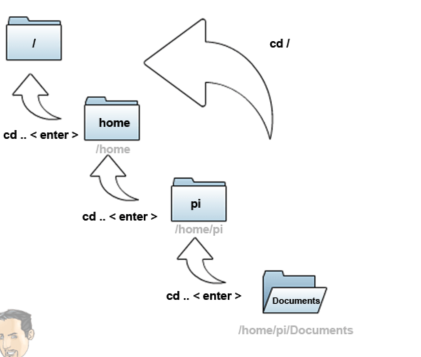 /
cd /
cd .. < enter >
home
/home
cd .. < enter >
pi
/home/pi
cd .. < enter >
Documents
/home/pi/Documents